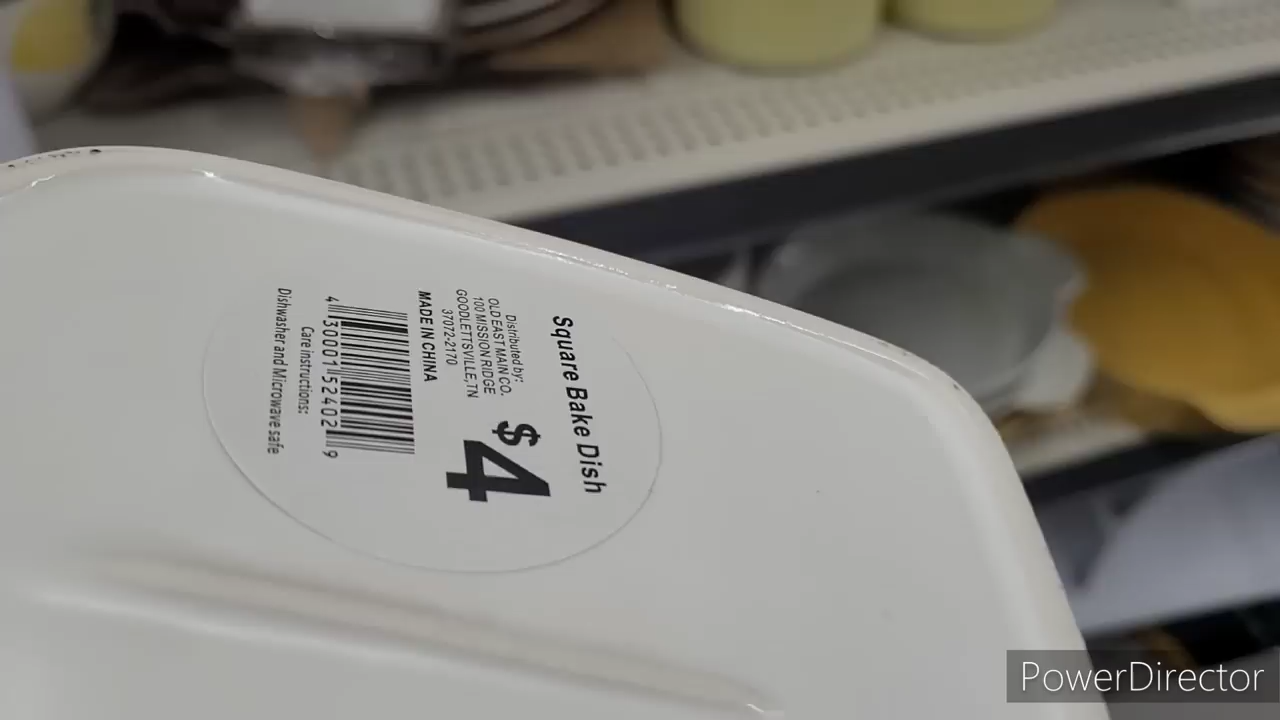 Square Bake Dish
$4
Distributed by:
OLD EAST MAIN CO.
100 MISSION RIDGE
GOODLETTSVILLE, TN
37072-2170
MADE IN CHINA
4 30001 52402 9
Care instructions:
Dishwasher and Microwave safe
PowerDirector